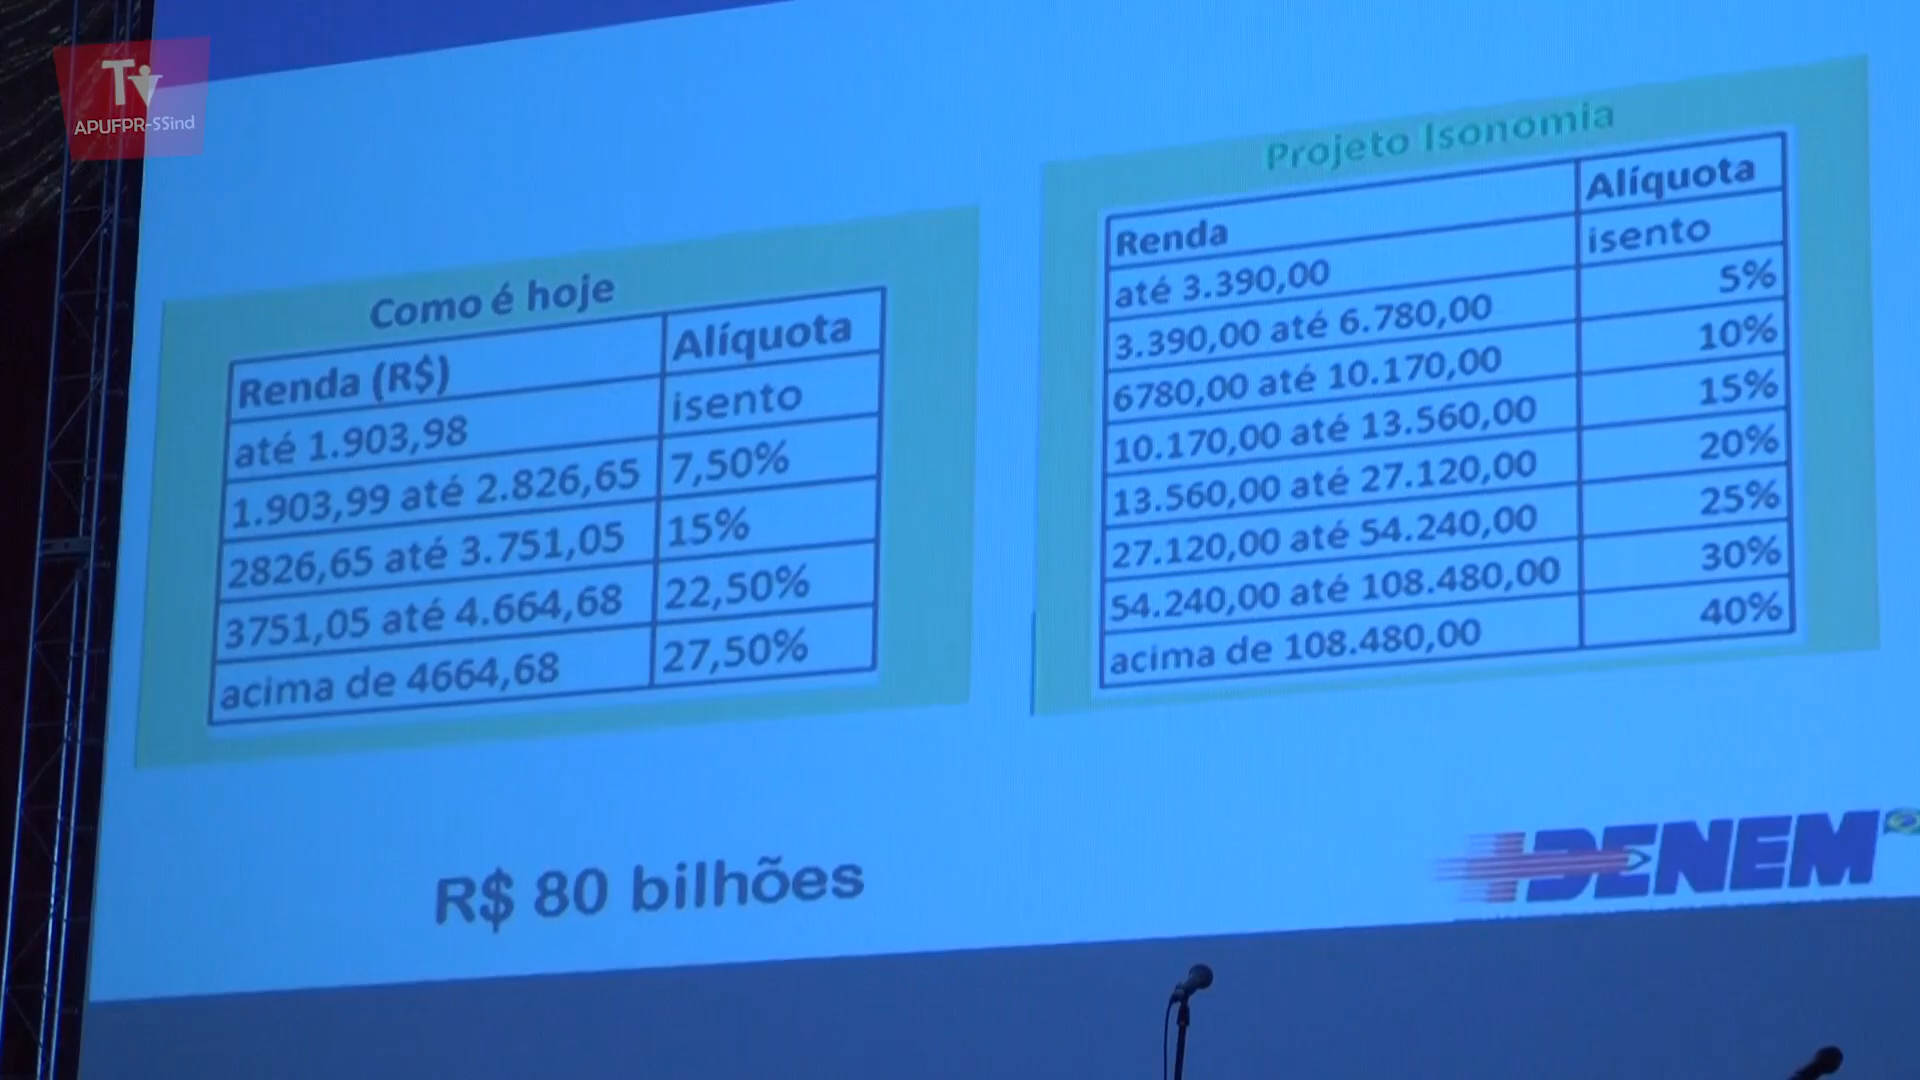 TV
APUFPR-SSind
Como é hoje
Renda (R$) Alíquota
até 1.903,98 isento
1.903,99 até 2.826,65 7,50%
2826,65 até 3.751,05 15%
3751,05 até 4.664,68 22,50%
acima de 4664,68 27,50%
Projeto Isonomia
Renda Alíquota
até 3.390,00 isento
3.390,00 até 6.780,00 5%
6780,00 até 10.170,00 10%
10.170,00 até 13.560,00 15%
13.560,00 até 27.120,00 20%
27.120,00 até 54.240,00 25%
54.240,00 até 108.480,00 30%
acima de 108.480,00 40%
R$ 80 bilhões
DENEM